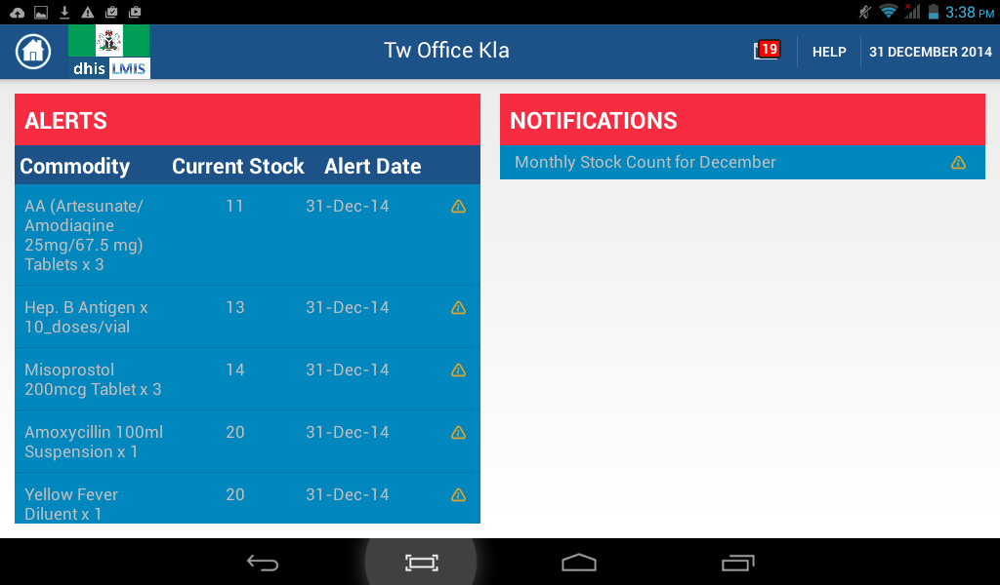 3:38 PM
dhis LMIS
Tw Office Kla
19
HELP
31 DECEMBER 2014
ALERTS
Commodity Current Stock Alert Date
AA (Artesunate/ 11 31-Dec-14
Amodiaqine
25mg/67.5 mg)
Tablets x 3
Hep. B Antigen x 13 31-Dec-14
10_doses/vial
Misoprostol 14 31-Dec-14
200mcg Tablet x 3
Amoxycillin 100ml 20 31-Dec-14
Suspension x 1
Yellow Fever 20 31-Dec-14
Diluent x 1
NOTIFICATIONS
Monthly Stock Count for December